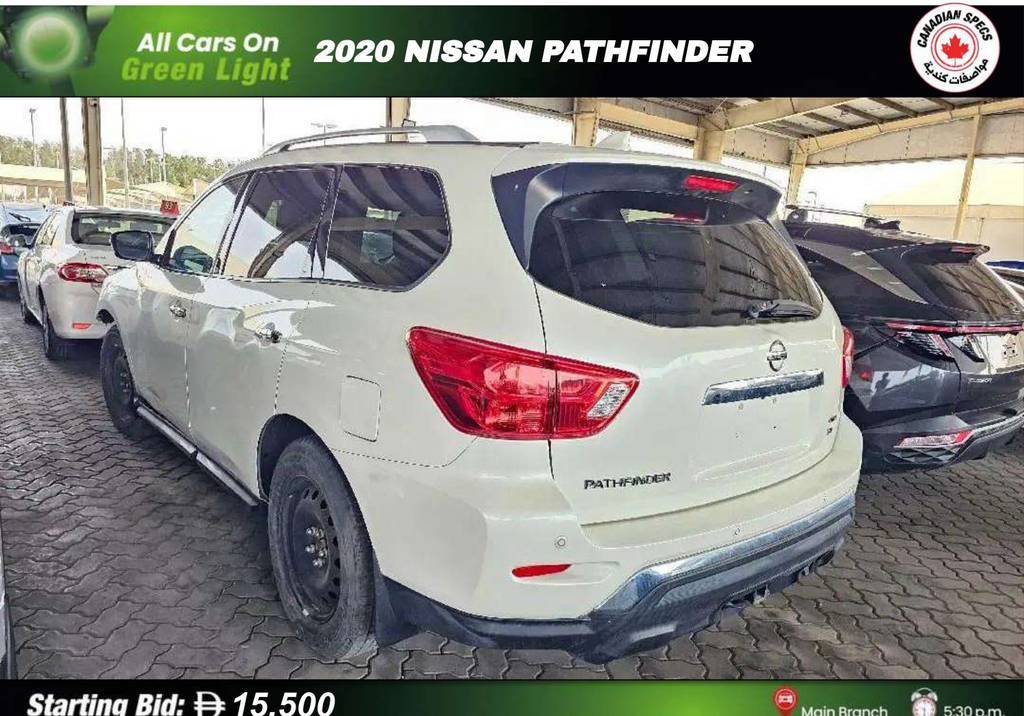 All Cars On
Green Light
2020 NISSAN PATHFINDER
CANADIAN SPECS
مواصفات كندية
PATHFINDER
Starting Bid: 15,500
Main Branch
5:30 p.m.